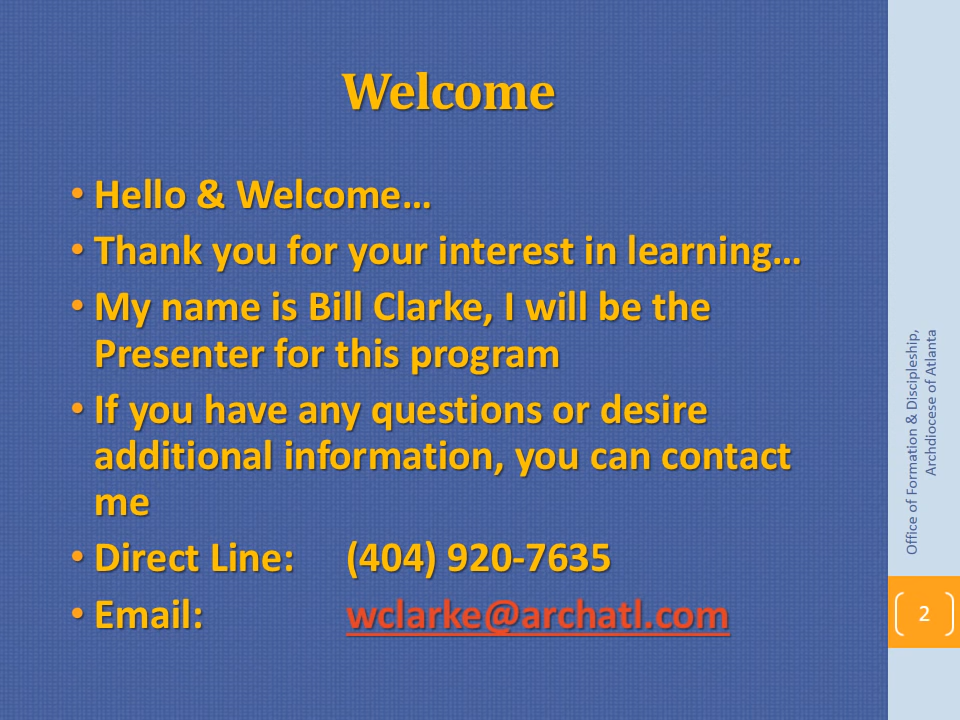 Welcome
• Hello & Welcome…
• Thank you for your interest in learning…
• My name is Bill Clarke, I will be the
Presenter for this program
• If you have any questions or desire
additional information, you can contact
me
• Direct Line: (404) 920-7635
• Email: wclarke@archatl.com
Office of Formation & Discipleship,
Archdiocese of Atlanta
2